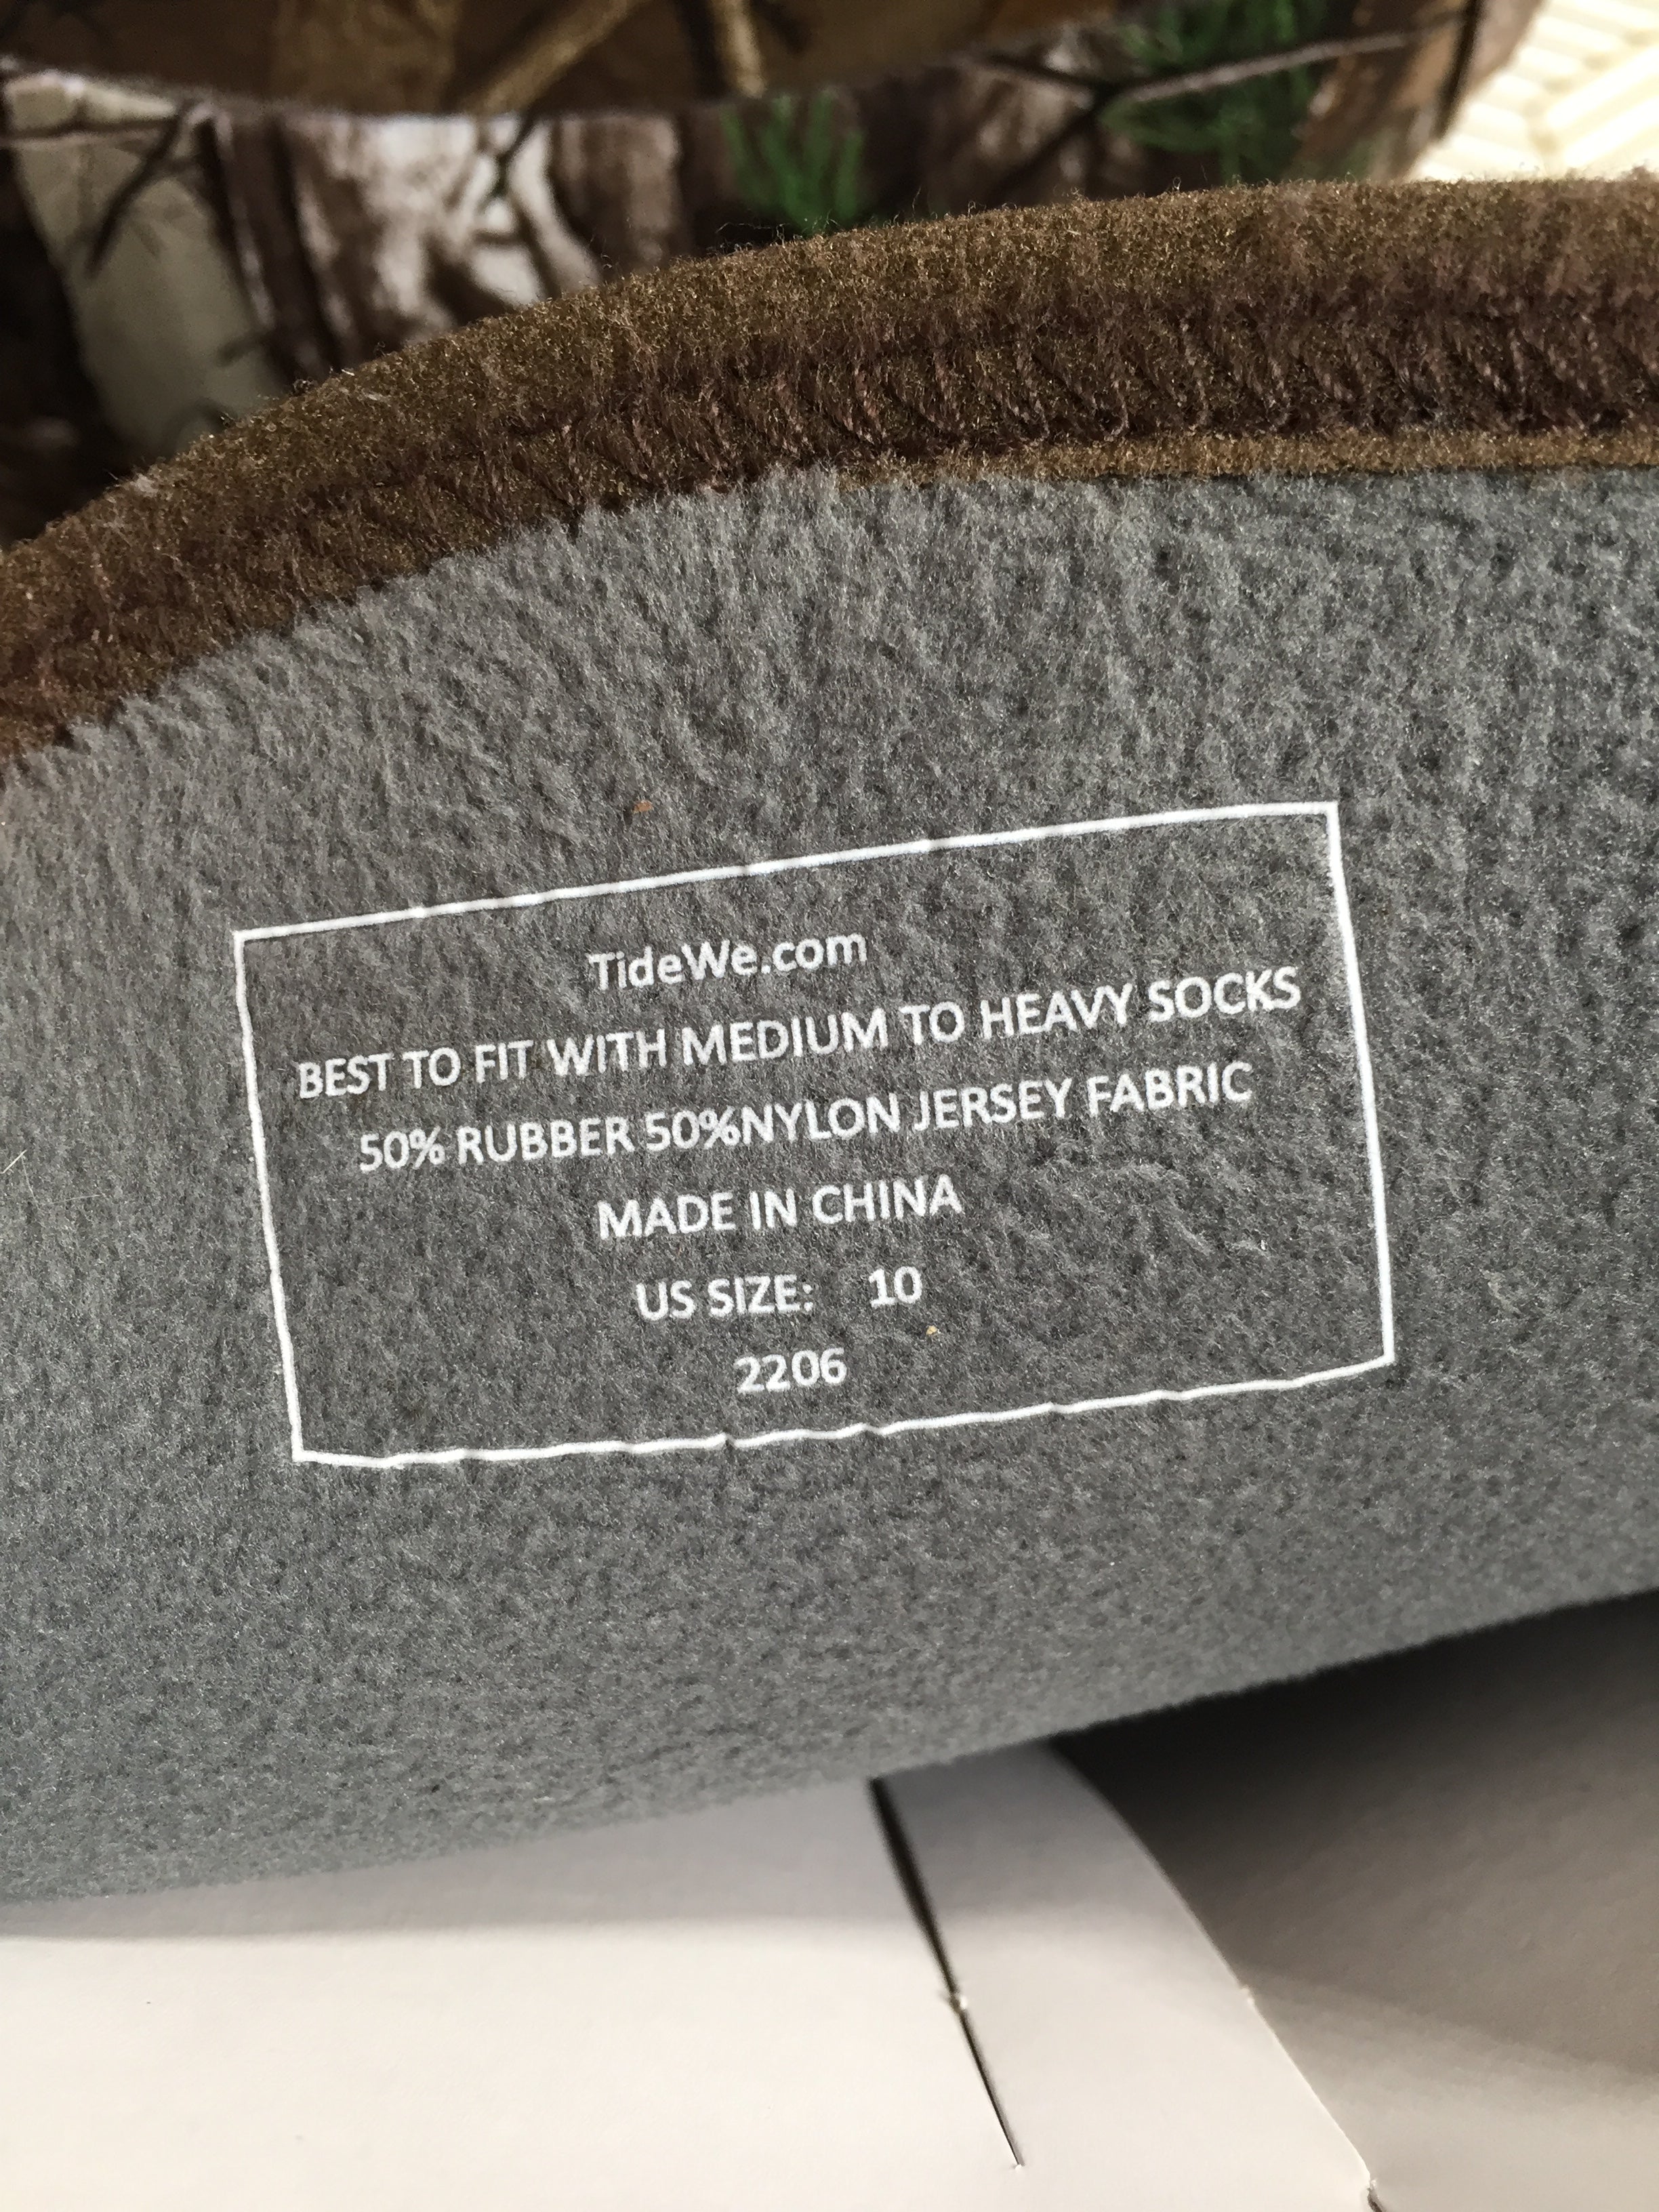 TideWe.com
BEST TO FIT WITH MEDIUM TO HEAVY SOCKS
50% RUBBER 50%NYLON JERSEY FABRIC
MADE IN CHINA
US SIZE: 10
2206